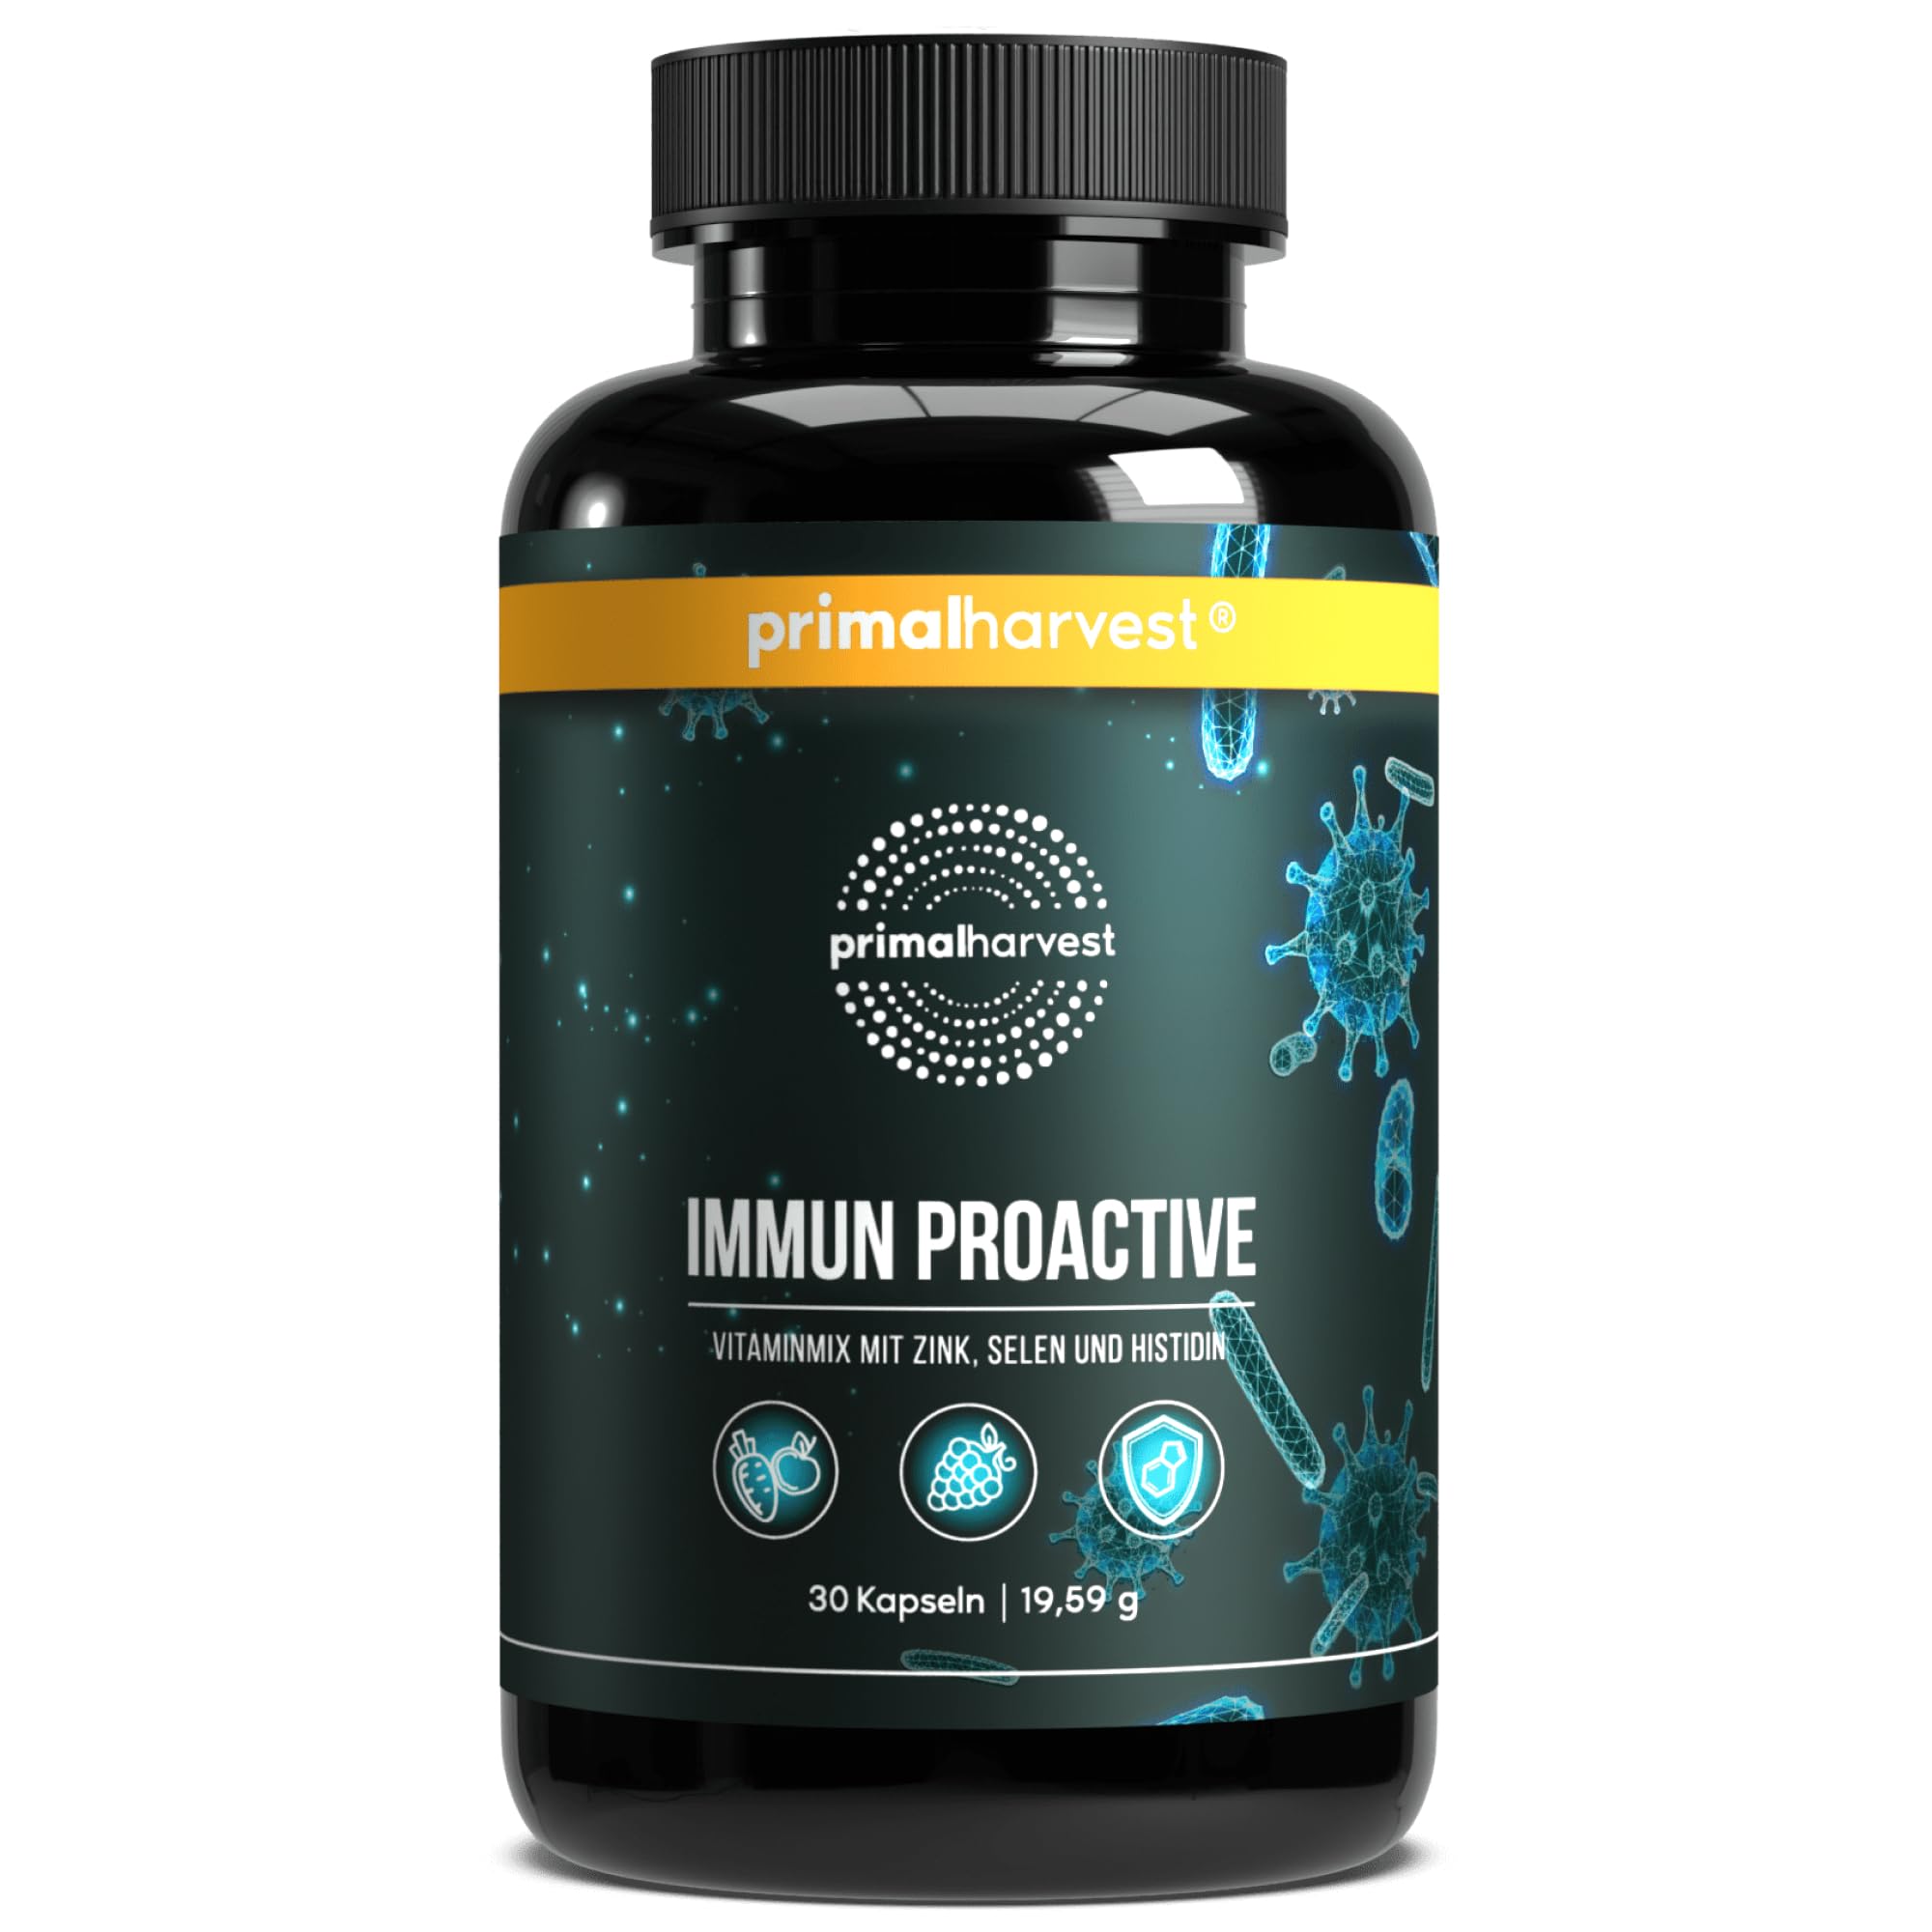 primalharvest®
primalharvest
IMMUN PROACTIVE
VITAMINMIX MIT ZINK, SELEN UND HISTIDIN
30 Kapseln | 19,59 g